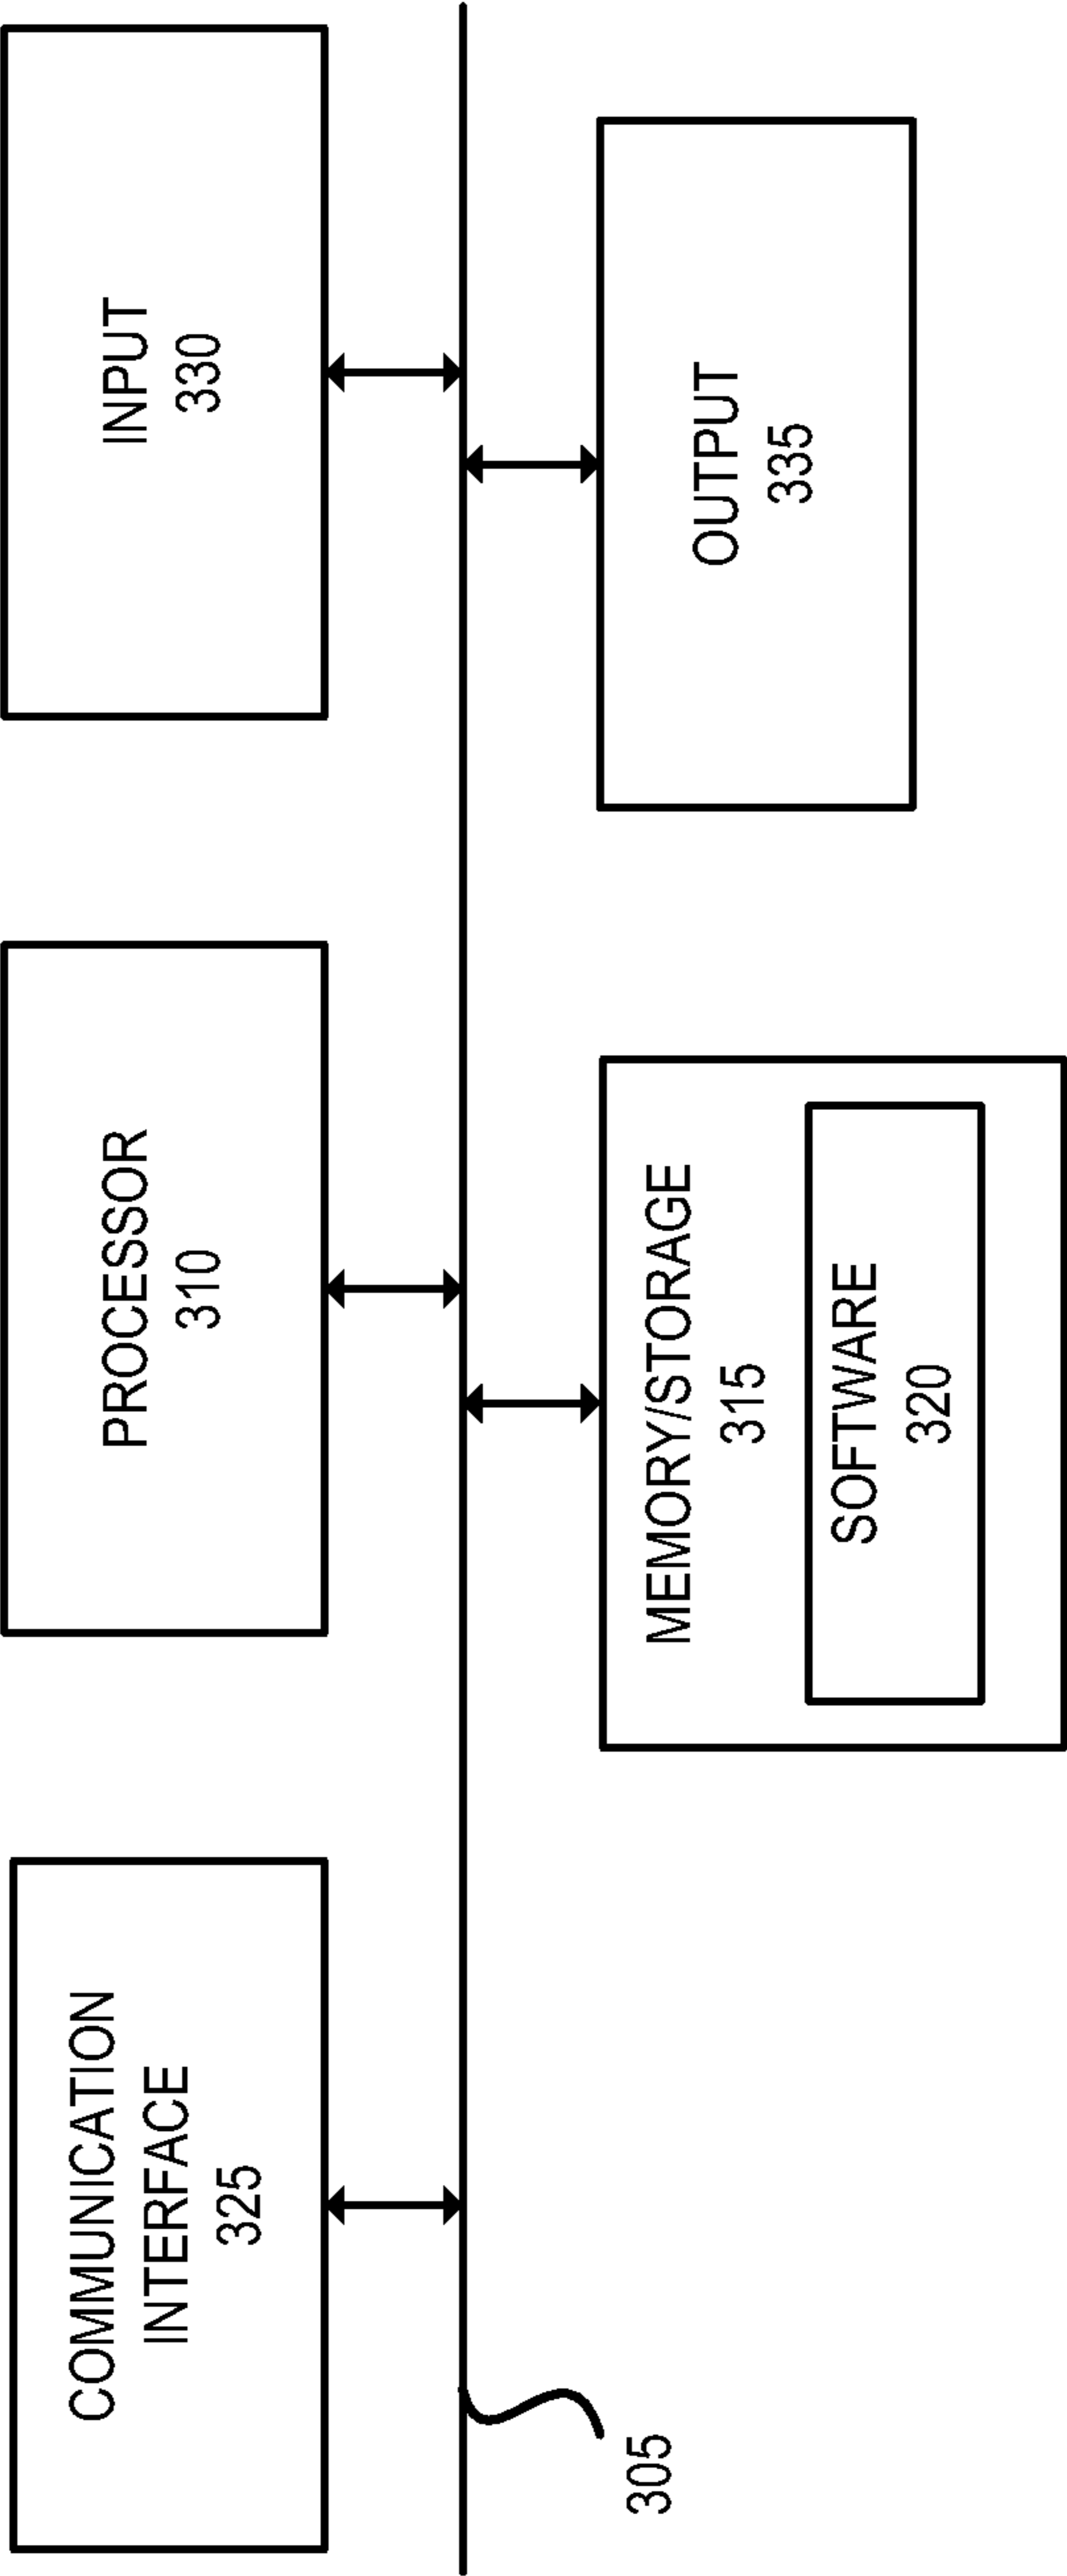 COMMUNICATION
INTERFACE
325
PROCESSOR
310
INPUT
330
305
MEMORY/STORAGE
315
SOFTWARE
320
OUTPUT
335